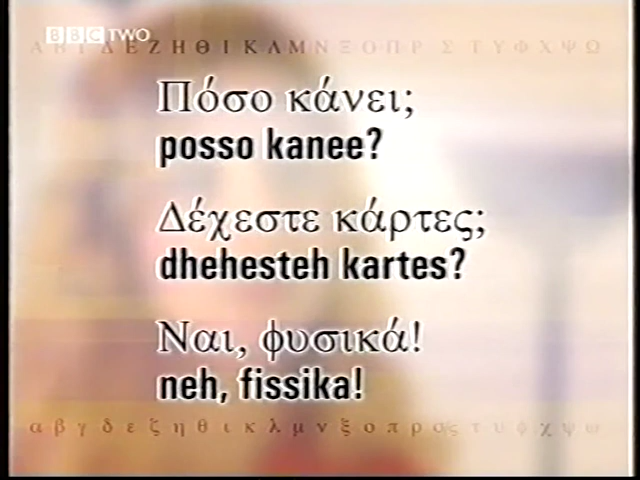 BBC TWO
Α Β Γ Δ Ε Ζ Η Θ Ι Κ Λ Μ Ν Ξ Ο Π Ρ Σ Τ Υ Φ Χ Ψ Ω
Πόσο κάνει;
posso kanee?
Δέχεστε κάρτες;
dhehesteh kartes?
Ναι, φυσικά!
neh, fissika!
α β γ δ ε ζ η θ ι κ λ μ ν ξ ο π ρ σ/ς τ υ φ χ ψ ω